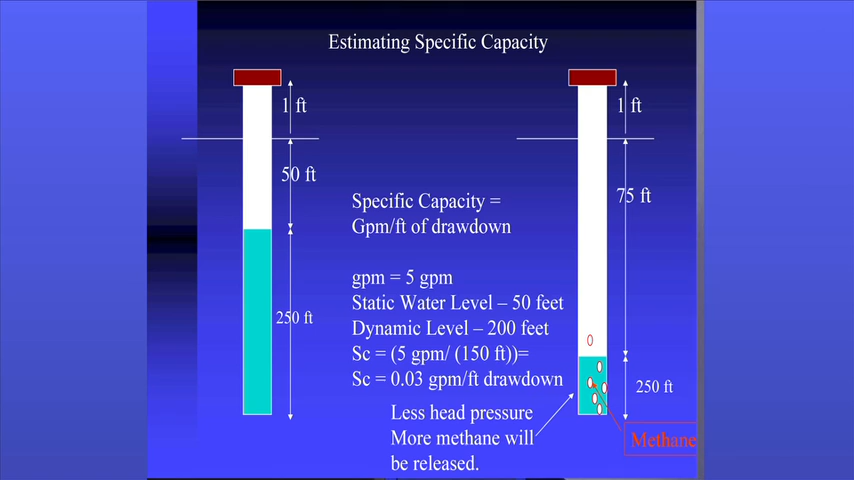 Estimating Specific Capacity
1 ft
50 ft
250 ft
Specific Capacity =
Gpm/ft of drawdown
gpm = 5 gpm
Static Water Level – 50 feet
Dynamic Level – 200 feet
Sc = (5 gpm/ (150 ft))=
Sc = 0.03 gpm/ft drawdown
Less head pressure
More methane will
be released.
1 ft
75 ft
250 ft
Methane